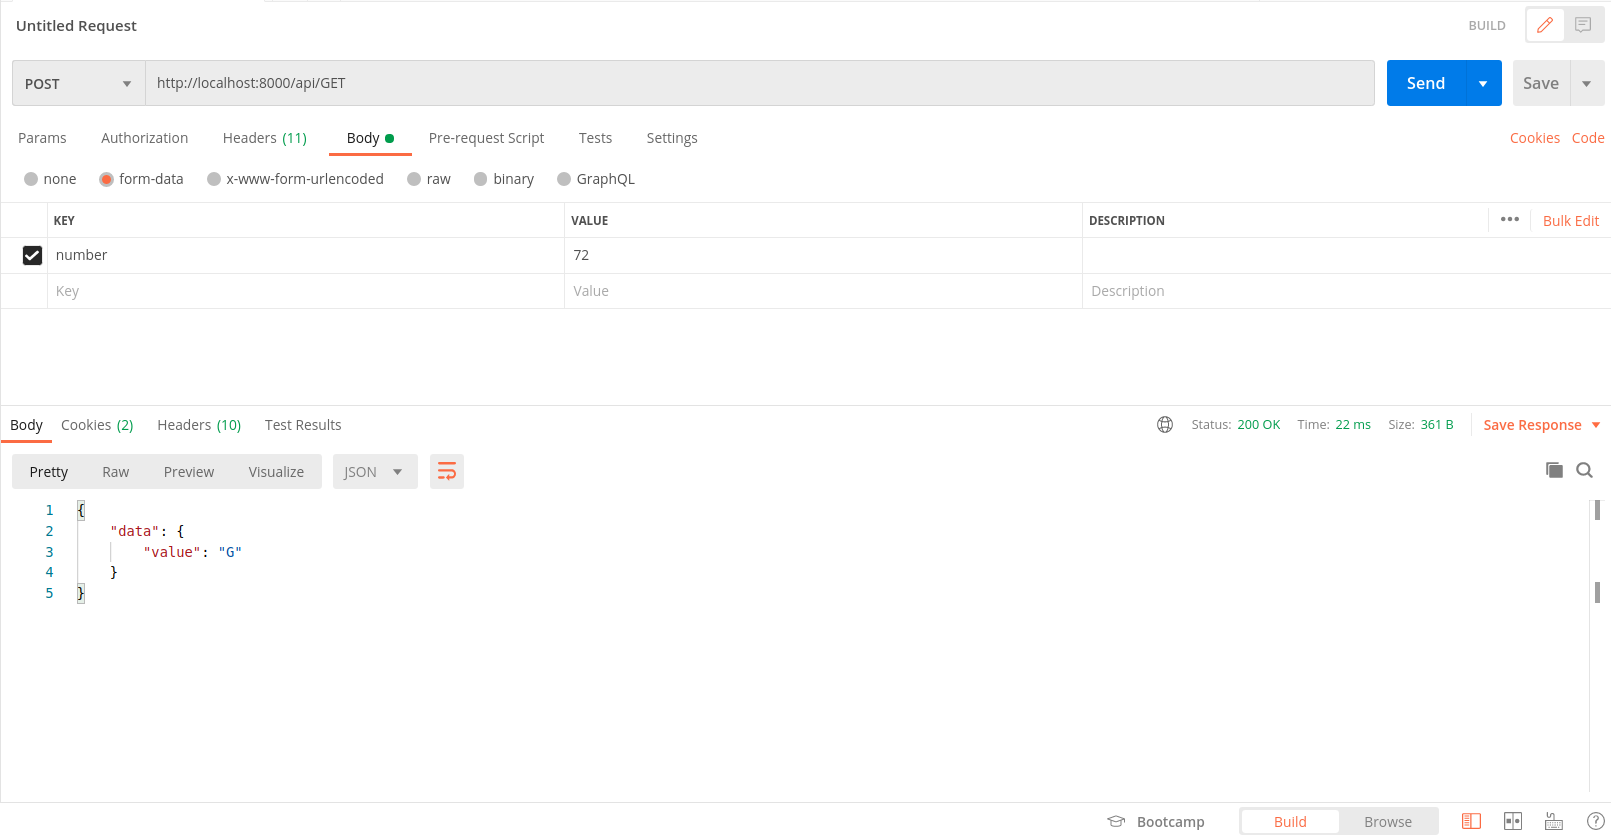 Untitled Request
BUILD
POST
http://localhost:8000/api/GET
Send
Save
Params Authorization Headers (11) Body Pre-request Script Tests Settings
Cookies Code
none form-data x-www-form-urlencoded raw binary GraphQL
KEY VALUE DESCRIPTION ••• Bulk Edit
number 72
Key Value Description
Body Cookies (2) Headers (10) Test Results
Status: 200 OK Time: 22 ms Size: 361 B Save Response
Pretty Raw Preview Visualize JSON
1 {
2 "data": {
3 "value": "G"
4 }
5 }
Bootcamp Build Browse ?